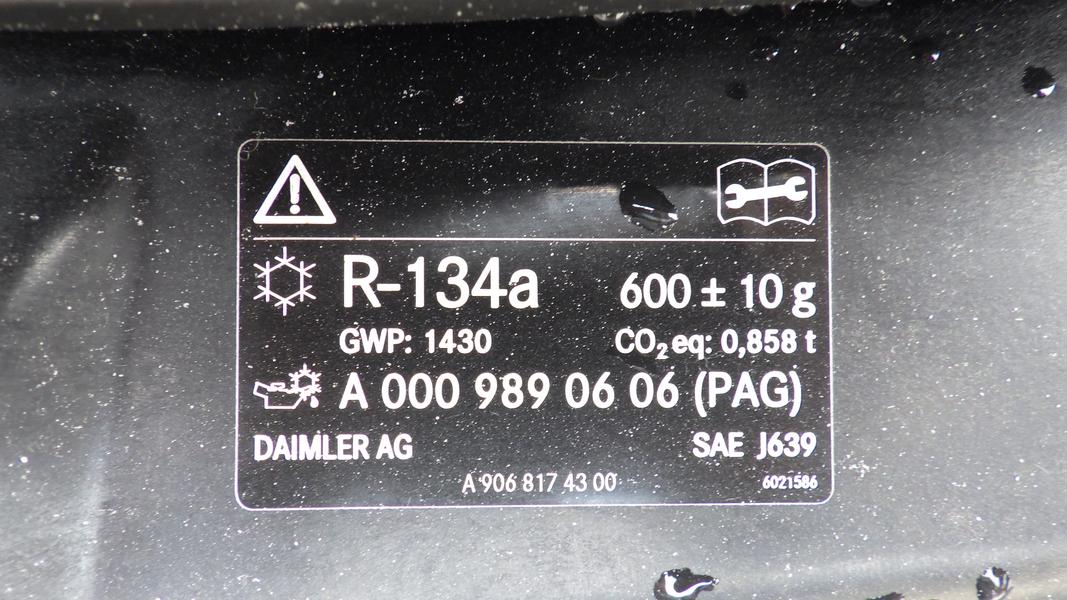 R-134a 600 ± 10 g
GWP: 1430 CO₂ eq: 0,858 t
A 000 989 06 06 (PAG)
DAIMLER AG SAE J639
A 906 817 43 00 6021586